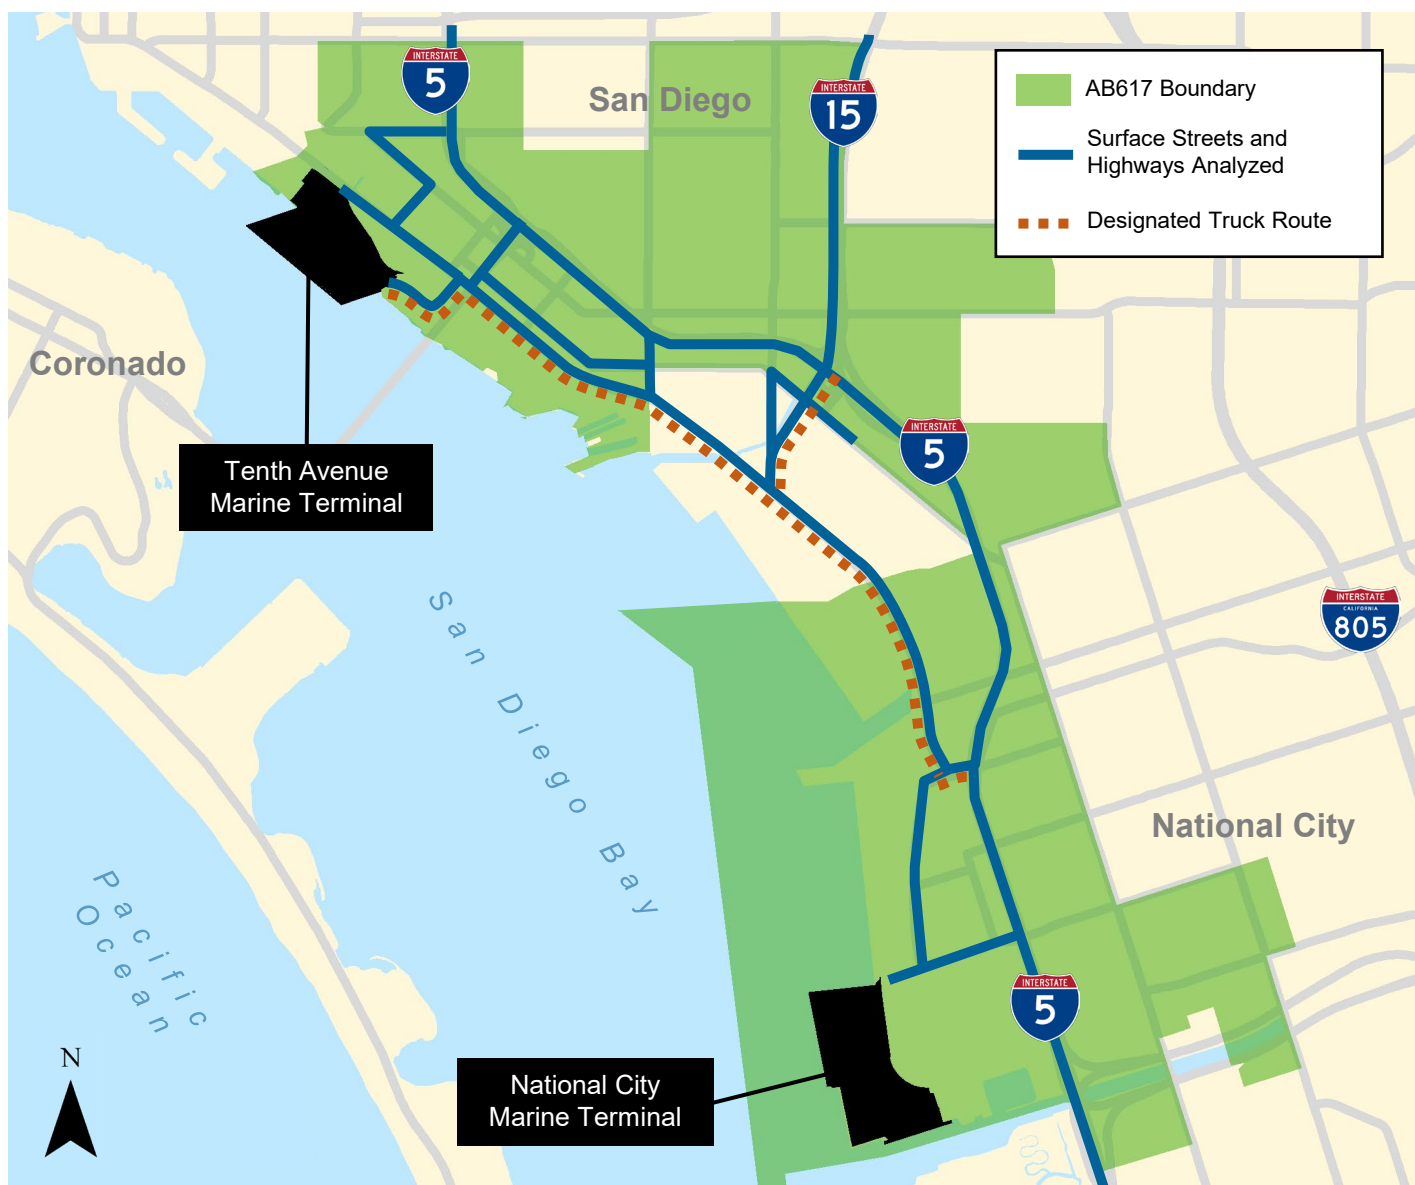 INTERSTATE
5
San Diego
INTERSTATE
15
AB617 Boundary
Surface Streets and
Highways Analyzed
Designated Truck Route
Coronado
Tenth Avenue
Marine Terminal
INTERSTATE
5
San Diego Bay
INTERSTATE
CALIFORNIA
805
National City
Pacific
Ocean
INTERSTATE
5
N
National City
Marine Terminal